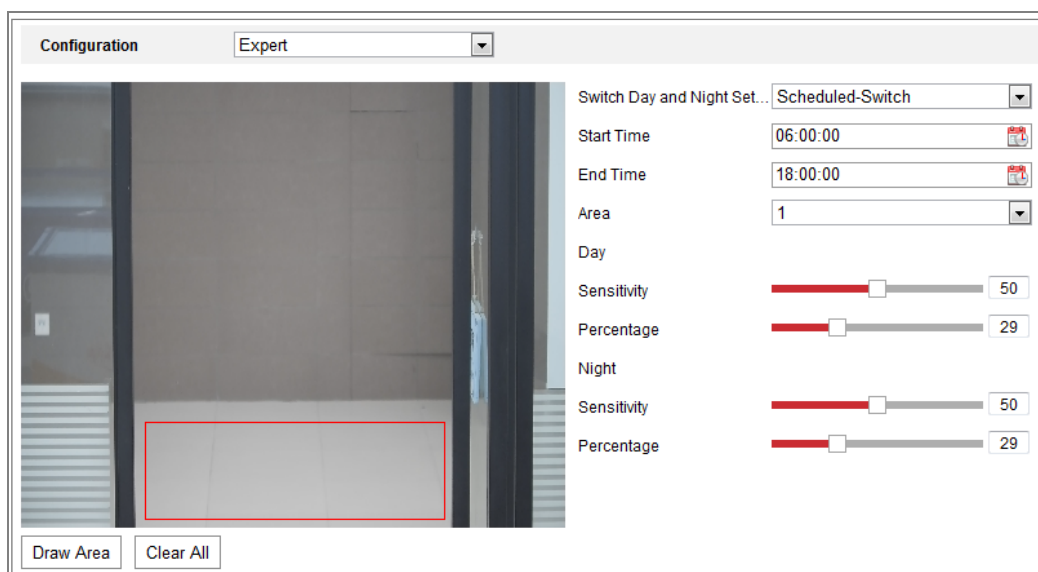 Configuration Expert
Switch Day and Night Set... Scheduled-Switch
Start Time 06:00:00
End Time 18:00:00
Area 1
Day
Sensitivity 50
Percentage 29
Night
Sensitivity 50
Percentage 29
Draw Area Clear All